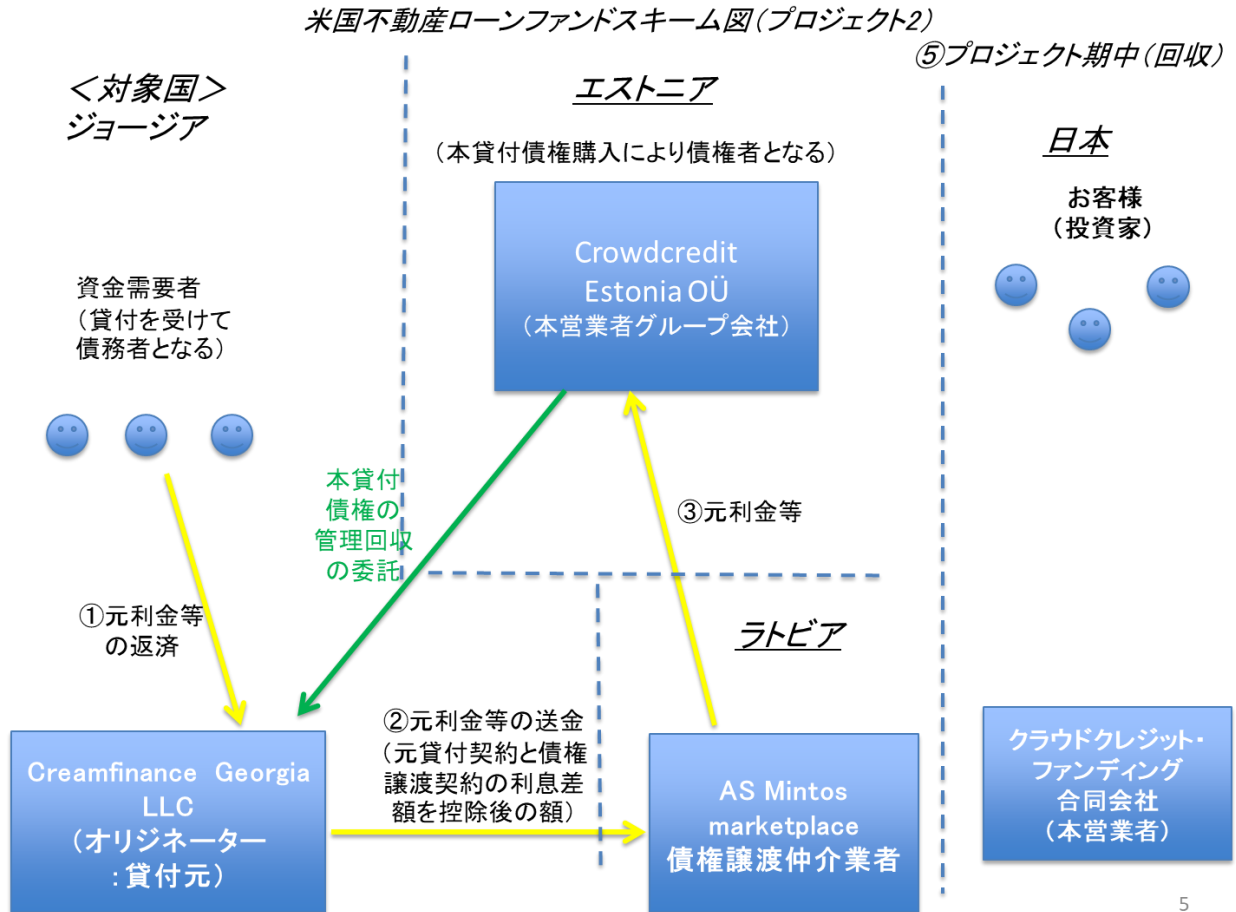 米国不動産ローンファンドスキーム図(プロジェクト2)
⑤プロジェクト期中(回収)
<対象国>
ジョージア
エストニア
(本貸付債権購入により債権者となる)
Crowdcredit
Estonia OÜ
(本営業者グループ会社)
日本
お客様
(投資家)
資金需要者
(貸付を受けて
債務者となる)
本貸付
債権の
管理回収
の委託
③元利金等
①元利金等
の返済
ラトビア
②元利金等の送金
(元貸付契約と債権
譲渡契約の利息差
額を控除後の額)
Creamfinance Georgia
LLC
(オリジネーター
:貸付元)
AS Mintos
marketplace
債権譲渡仲介業者
クラウドクレジット・
ファンディング
合同会社
(本営業者)
5